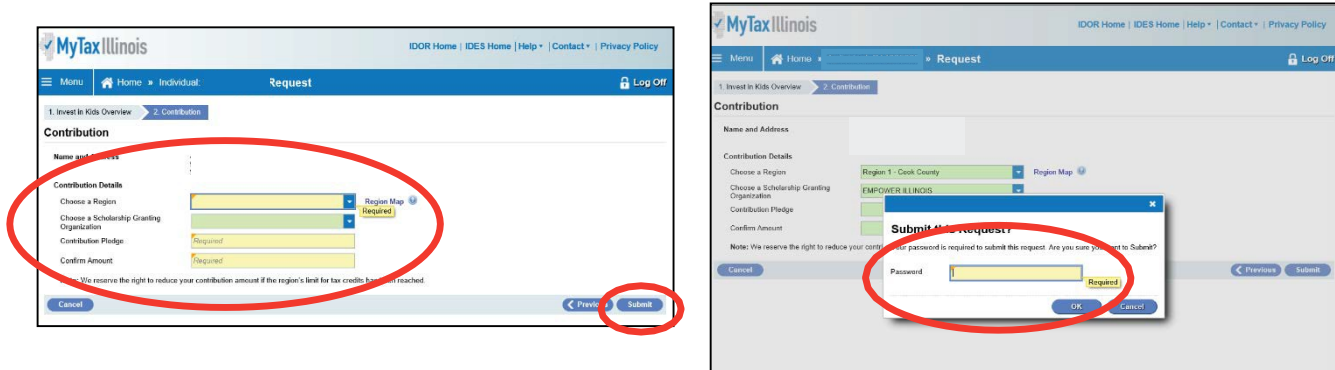 MyTax Illinois
IDOR Home | IDES Home | Help | Contact | Privacy Policy
Menu Home » Individual: Request Log Off
1. Invest in Kids Overview 2. Contribution
Contribution
Name and Address
Contribution Details
Choose a Region Region Map
Required
Choose a Scholarship Granting
Organization
Contribution Pledge Required
Confirm Amount Required
Note: We reserve the right to reduce your contribution amount if the region's limit for tax credits has been reached.
Cancel Previous Submit
MyTax Illinois
IDOR Home | IDES Home | Help | Contact | Privacy Policy
Menu Home » Request Log Off
1. Invest in Kids Overview 2. Contribution
Contribution
Name and Address
Contribution Details
Choose a Region Region 1 - Cook County Region Map
Choose a Scholarship Granting
Organization
EMPOWER ILLINOIS
Contribution Pledge
Confirm Amount
Note: We reserve the right to reduce your
Cancel Previous Submit
Submit this Request?
Your password is required to submit this request. Are you sure you want to Submit?
Password
Required
OK Cancel